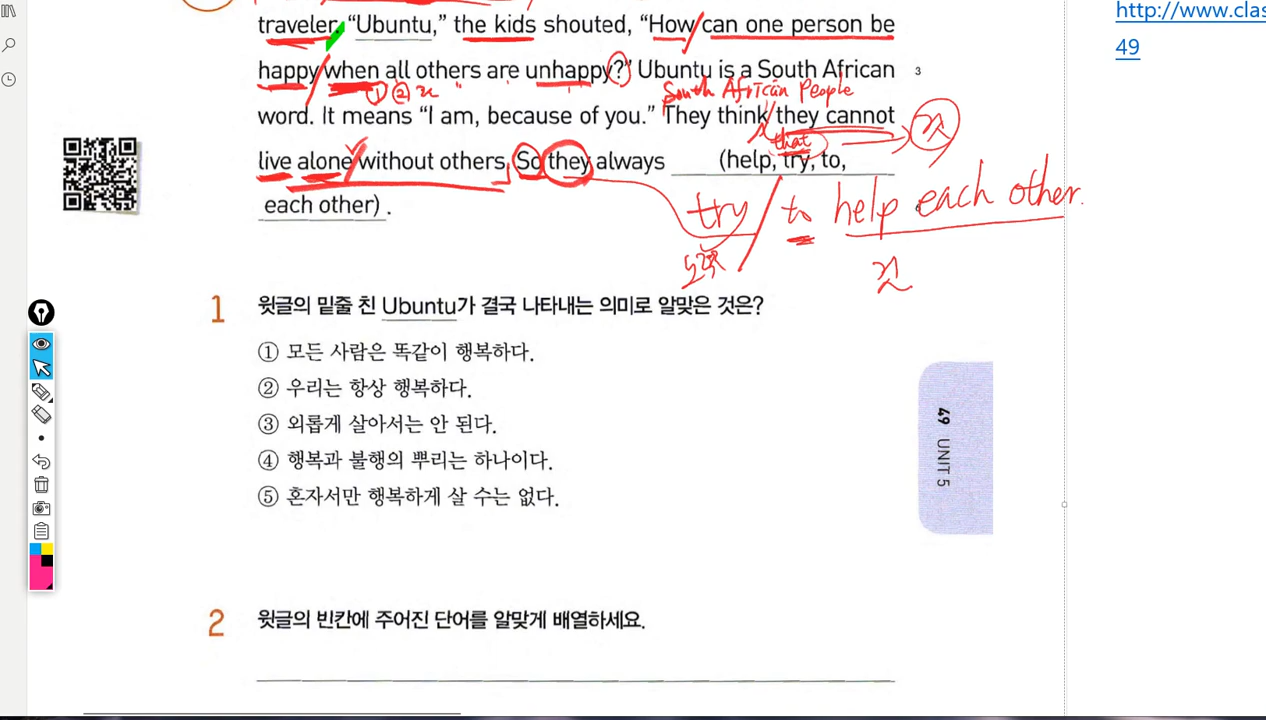 http://www.clas
49
traveler. “Ubuntu,” the kids shouted, “How can one person be
happy when all others are unhappy?” Ubuntu is a South African
3
① ② 때
South African People
word. It means “I am, because of you.” They think they cannot
that
것
live alone without others. So they always (help, try, to,
each other).
try to help each other.
노력
것
1 윗글의 밑줄 친 Ubuntu가 결국 나타내는 의미로 알맞은 것은?
① 모든 사람은 똑같이 행복하다.
② 우리는 항상 행복하다.
③ 외롭게 살아서는 안 된다.
④ 행복과 불행의 뿌리는 하나이다.
⑤ 혼자서만 행복하게 살 수는 없다.
49 UNIT 5
2 윗글의 빈칸에 주어진 단어를 알맞게 배열하세요.